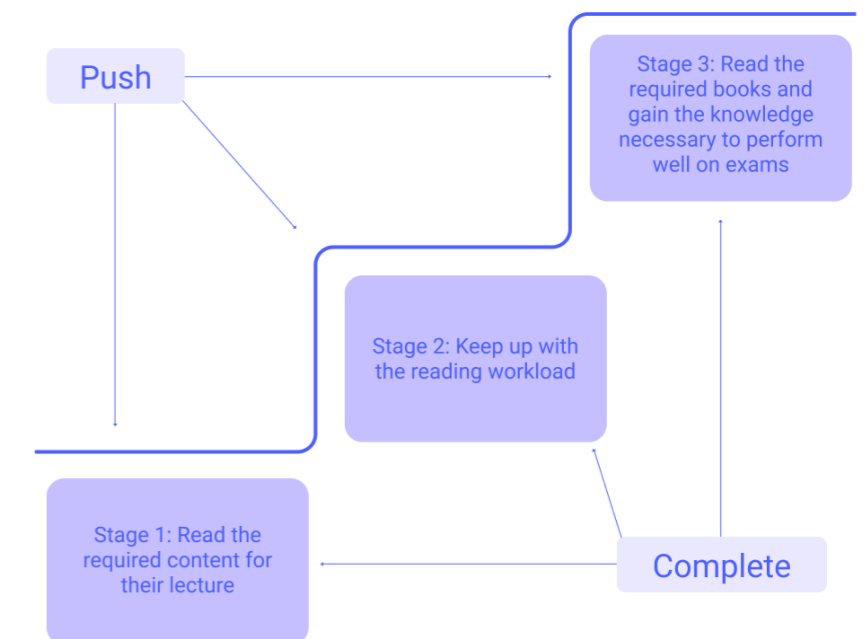 Push
Stage 3: Read the
required books and
gain the knowledge
necessary to perform
well on exams
Stage 2: Keep up with
the reading workload
Stage 1: Read the
required content for
their lecture
Complete